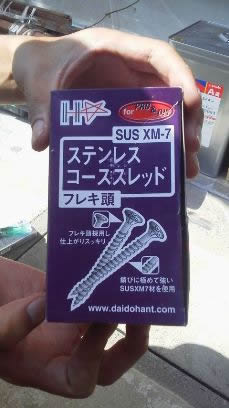 for PRO & DIY
SUS XM-7
ステンレス
コーススレッド
フレキ頭
フレキ頭採用し
仕上がりスッキリ
錆びに極めて強い
SUSXM7材を使用
www.daidohant.com